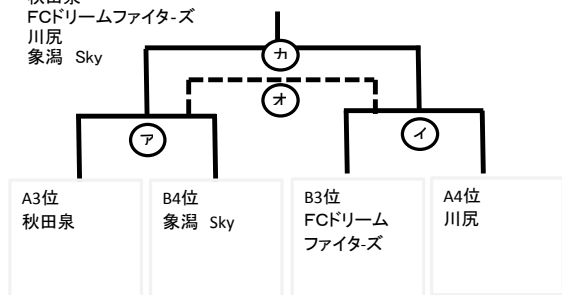 秋田泉
FCドリームファイタ-ズ
川尻
象潟 Sky
カ
オ
ア
イ
A3位
秋田泉
B4位
象潟 Sky
B3位
FCドリーム
ファイタ-ズ
A4位
川尻